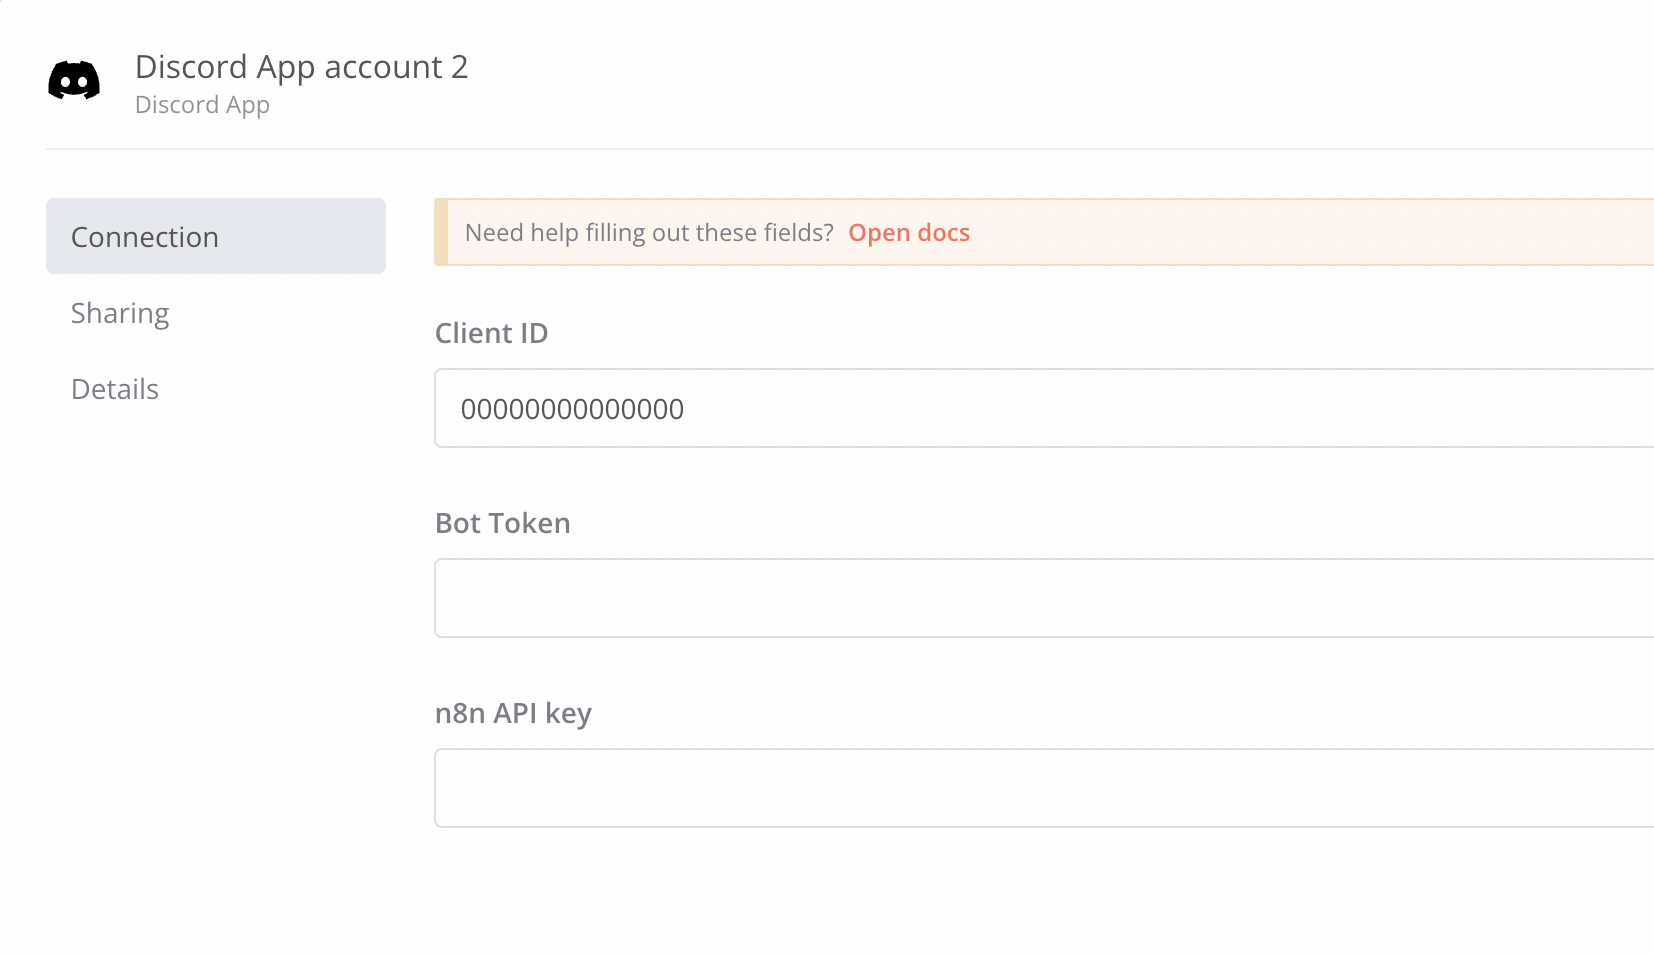 Discord App account 2
Discord App
Connection
Sharing
Details
Need help filling out these fields? Open docs
Client ID
00000000000000
Bot Token
n8n API key